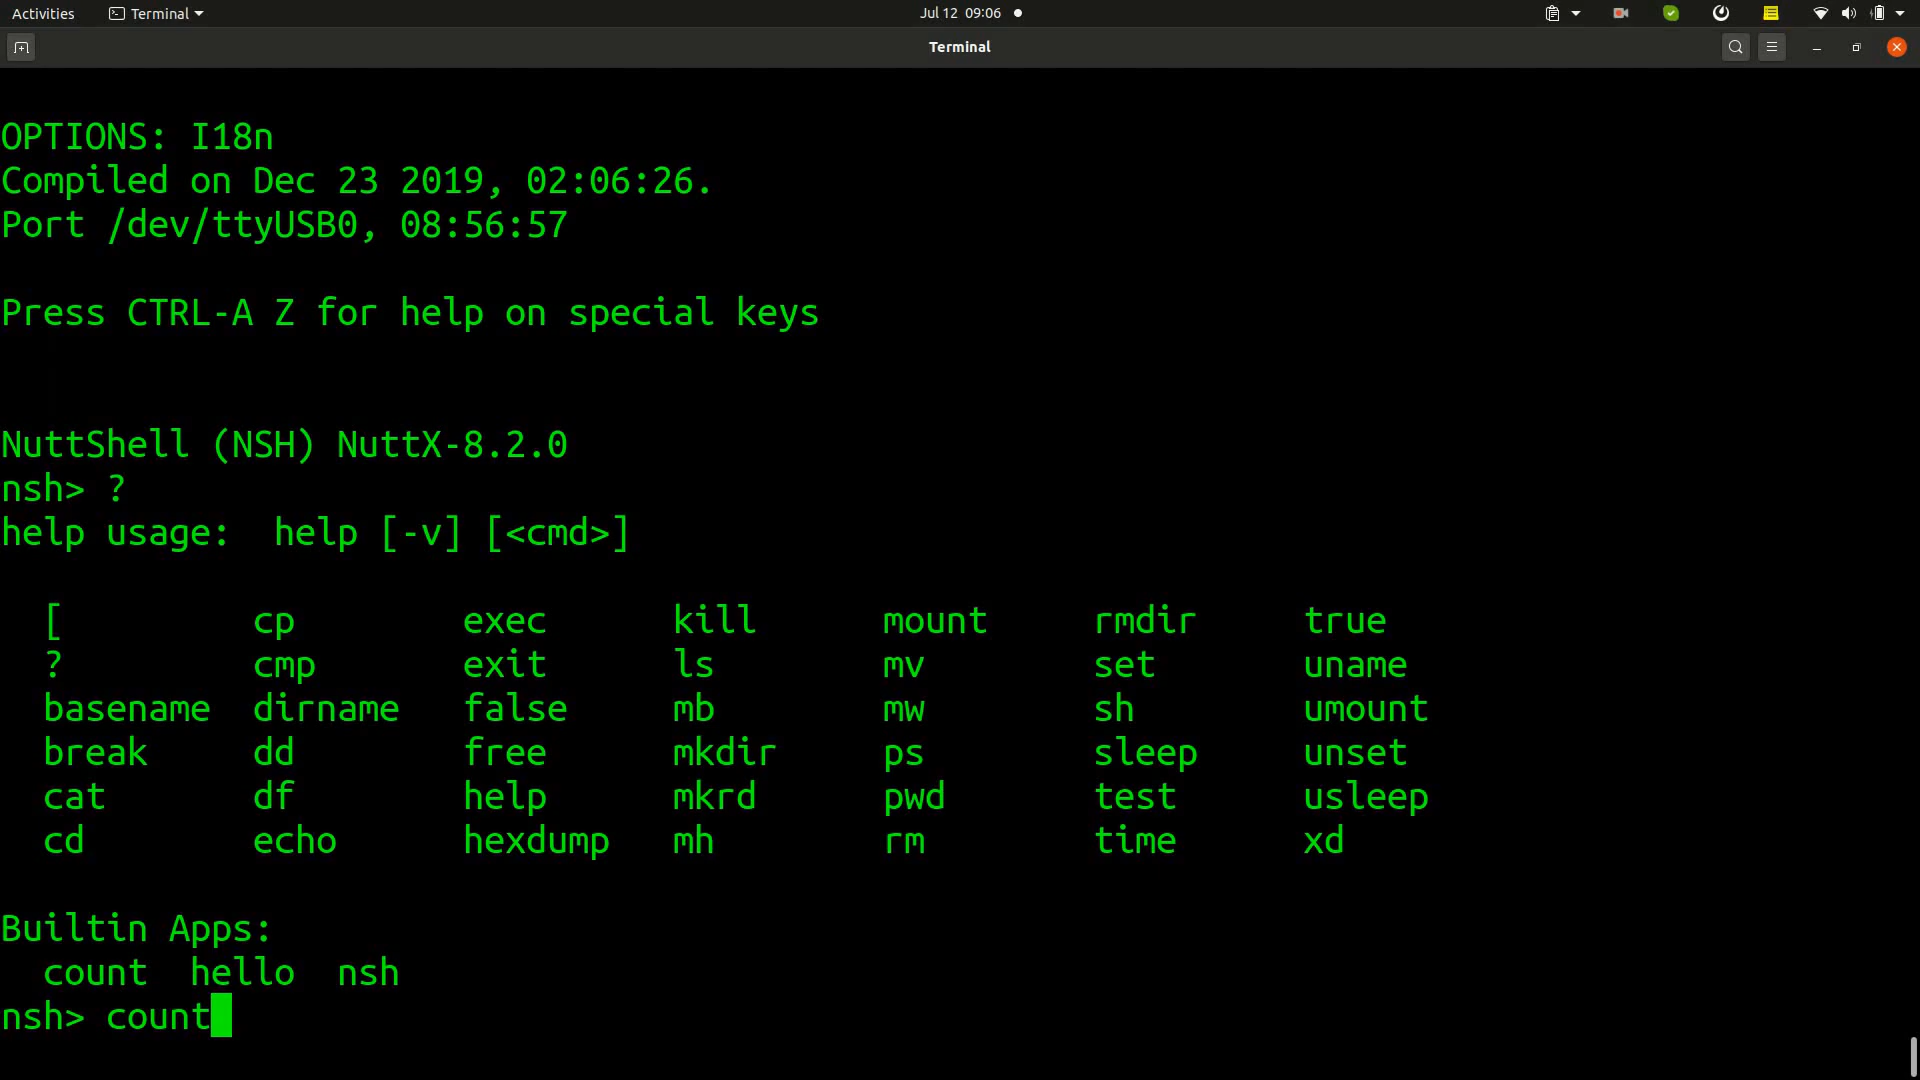 Activities Terminal Jul 12 09:06
Terminal
OPTIONS: I18n
Compiled on Dec 23 2019, 02:06:26.
Port /dev/ttyUSB0, 08:56:57
Press CTRL-A Z for help on special keys
NuttShell (NSH) NuttX-8.2.0
nsh> ?
help usage:  help [-v] [<cmd>]
[ cp exec kill mount rmdir true
? cmp exit ls mv set uname
basename dirname false mb mw sh umount
break dd free mkdir ps sleep unset
cat df help mkrd pwd test usleep
cd echo hexdump mh rm time xd
Builtin Apps:
count hello nsh
nsh> count